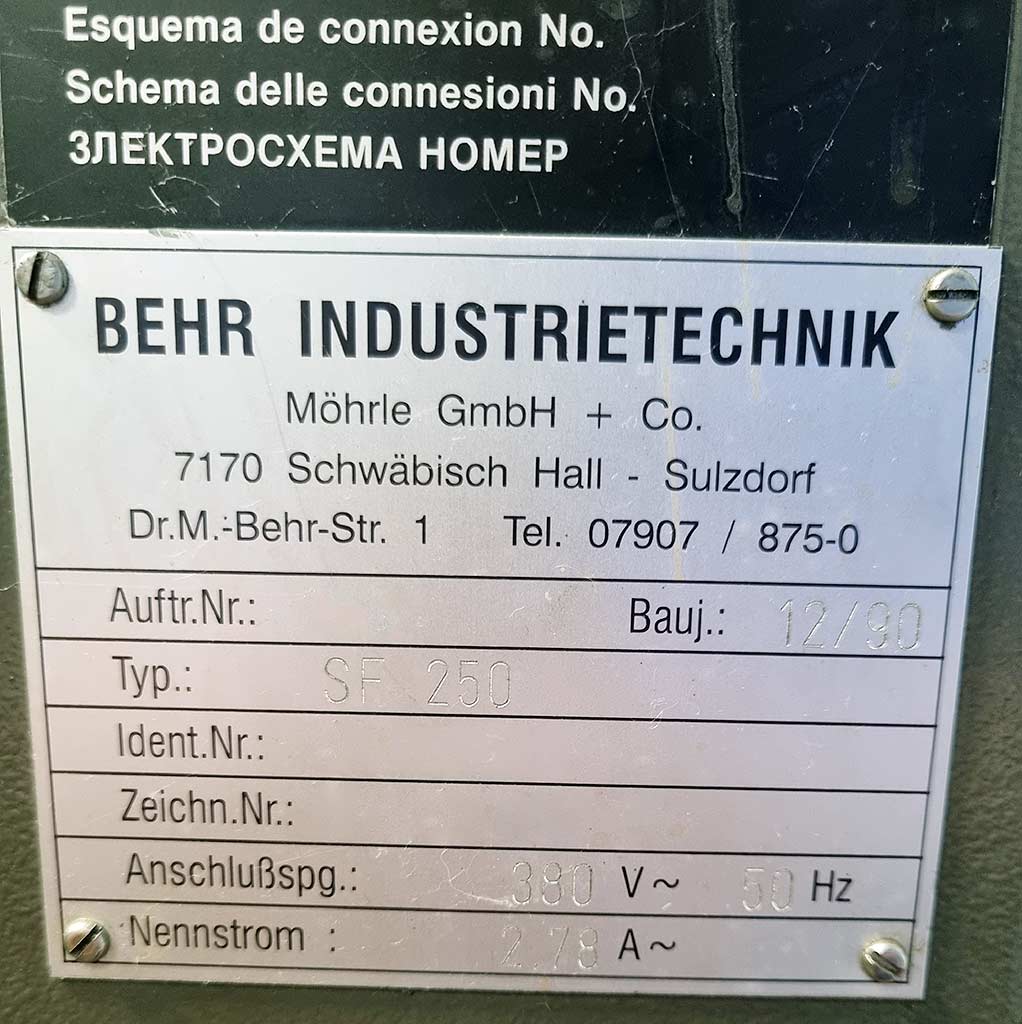 Esquema de connexion No.
Schema delle connesioni No.
ЗЛЕКТРОСХЕМА НОМЕР
BEHR INDUSTRIETECHNIK
Möhrle GmbH + Co.
7170 Schwäbisch Hall - Sulzdorf
Dr.M.-Behr-Str. 1 Tel. 07907 / 875-0
Auftr.Nr.: Bauj.: 12/90
Typ.: SF 250
Ident.Nr.:
Zeichn.Nr.:
Anschlußspg.: 380 V~ 50 Hz
Nennstrom : 2.78 A~